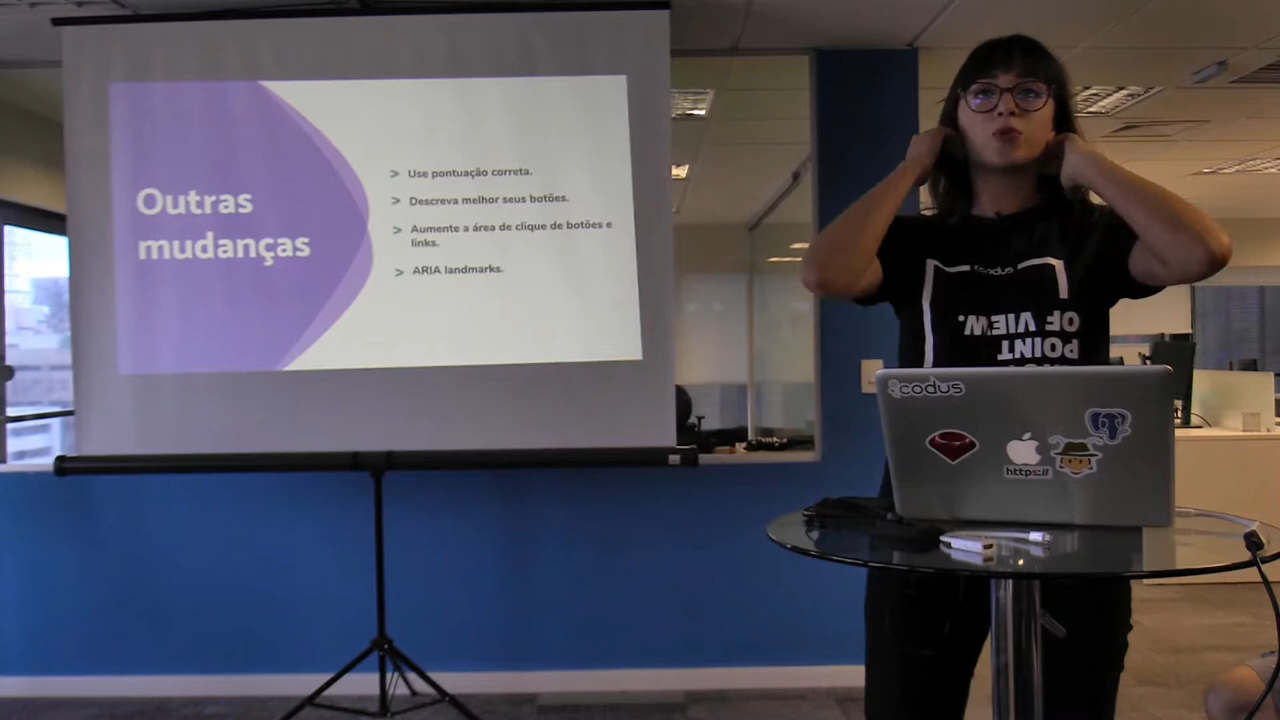 Outras
mudanças
> Use pontuação correta.
> Descreva melhor seus botões.
> Aumente a área de clique de botões e
links.
> ARIA landmarks.
codus
OF VIEW.
POINT
codus
https://